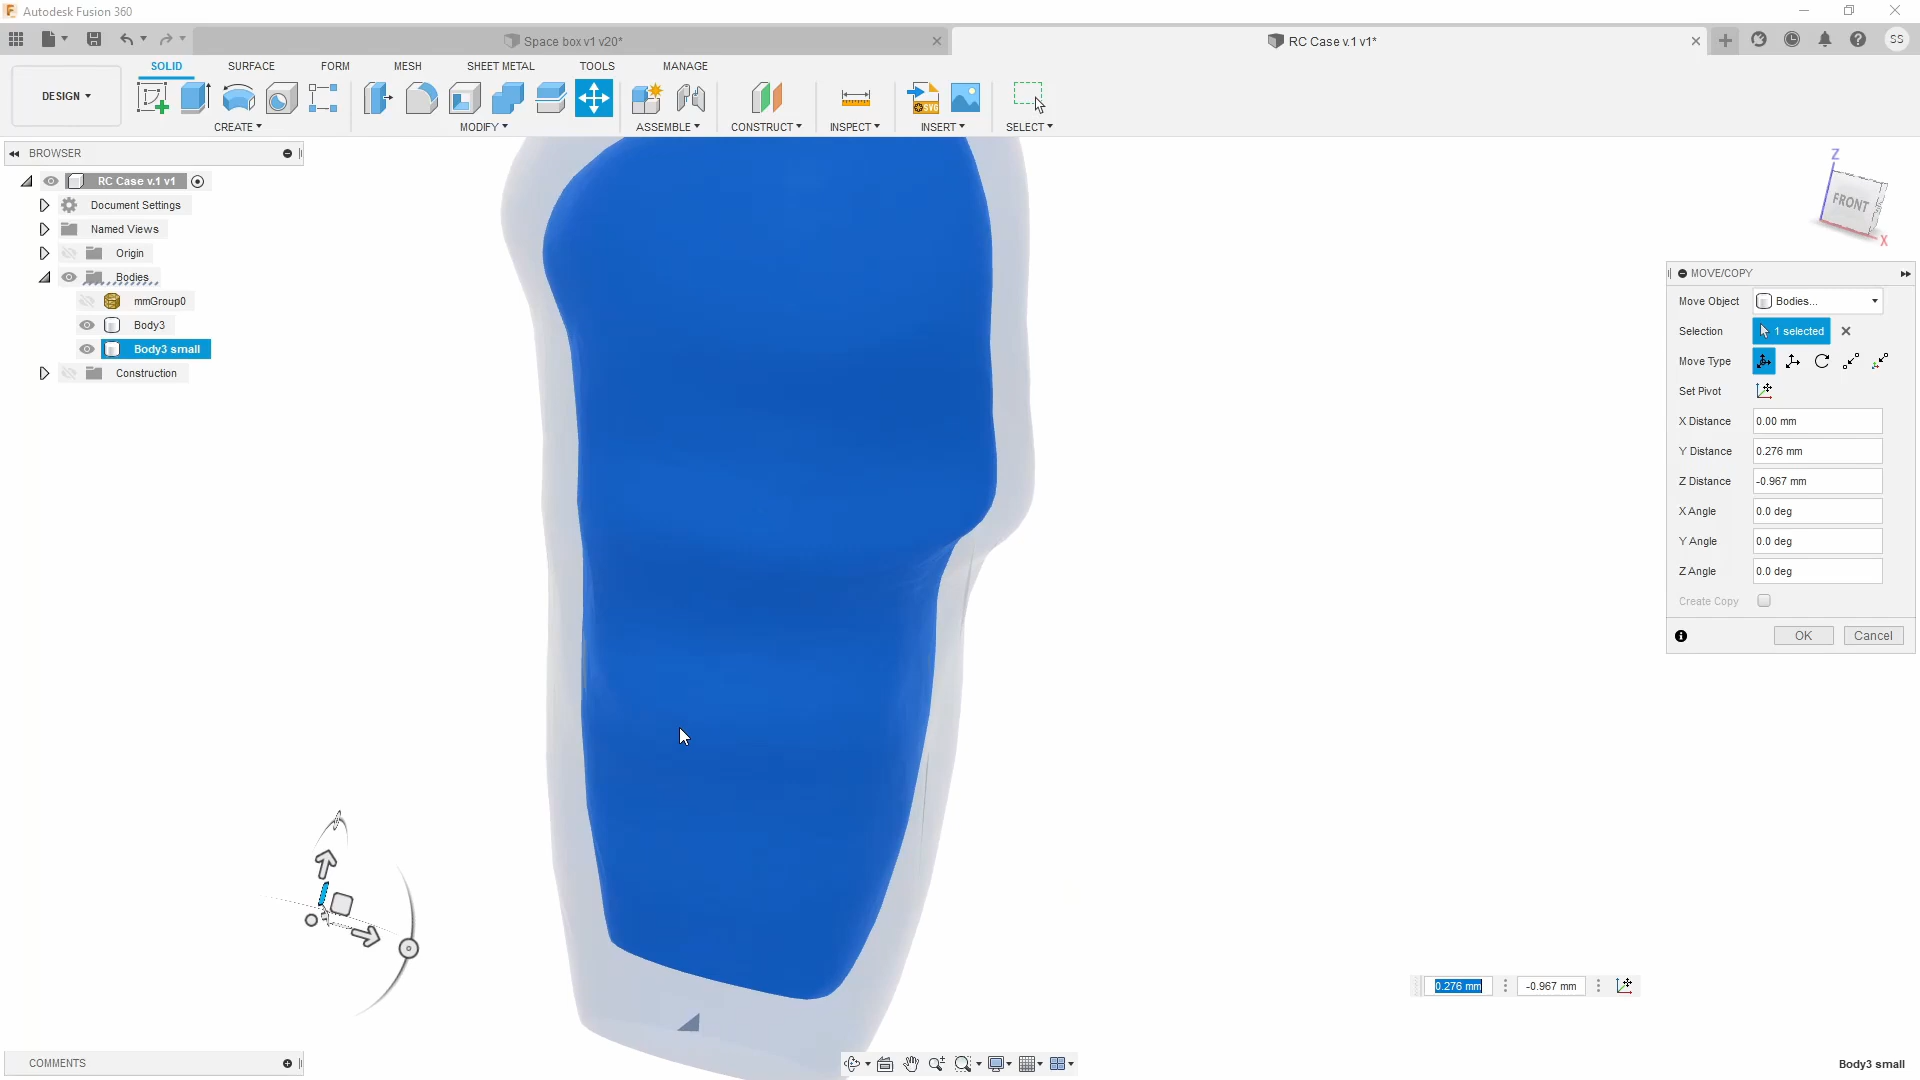 Autodesk Fusion 360
Space box v1 v20*
RC Case v.1 v1*
SS
DESIGN
SOLID
SURFACE
FORM
MESH
SHEET METAL
TOOLS
MANAGE
CREATE
MODIFY
ASSEMBLE
CONSTRUCT
INSPECT
INSERT
SELECT
SVG
BROWSER
RC Case v.1 v1
Document Settings
Named Views
Origin
Bodies
mmGroup0
Body3
Body3 small
Construction
Z
FRONT
X
MOVE/COPY
Move Object
Bodies...
Selection
1 selected
Move Type
Set Pivot
X Distance
0.00 mm
Y Distance
0.276 mm
Z Distance
-0.967 mm
X Angle
0.0 deg
Y Angle
0.0 deg
Z Angle
0.0 deg
Create Copy
OK
Cancel
0.276 mm
-0.967 mm
COMMENTS
Body3 small